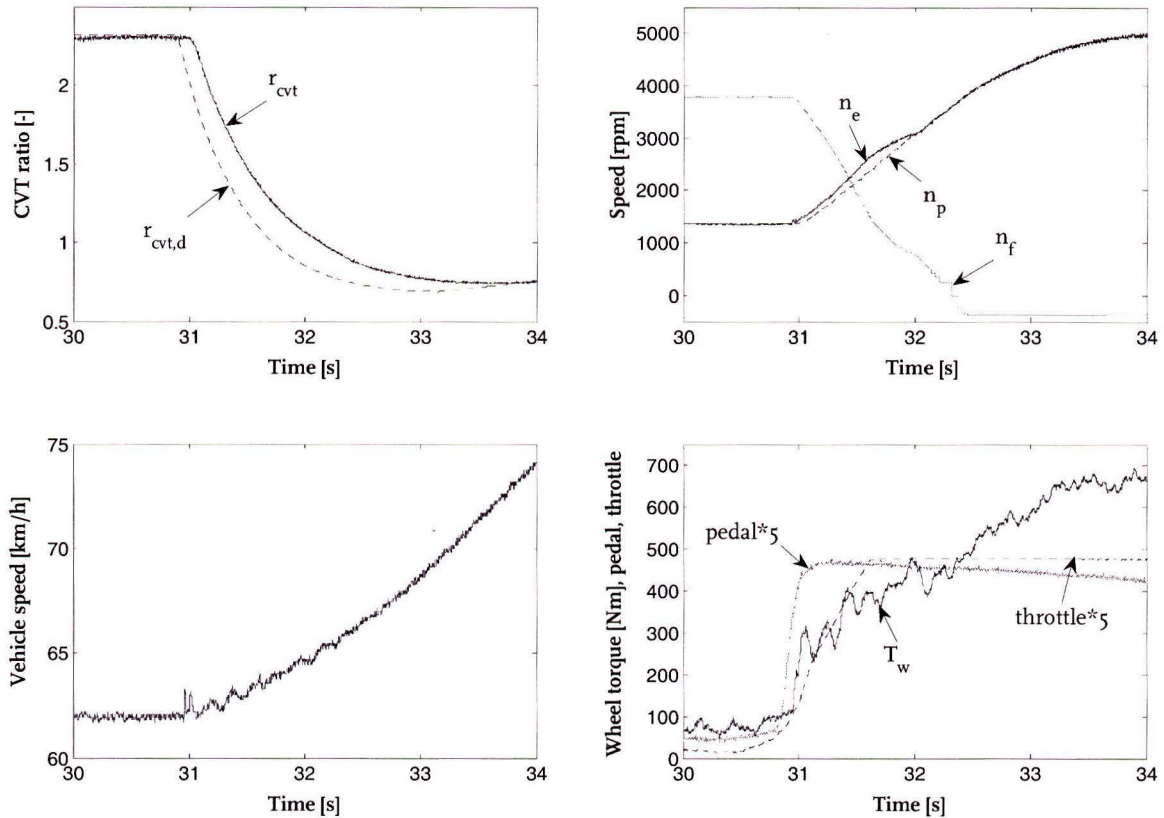 2
1.5
1
0.5
30
31
32
33
34
CVT ratio [-]
Time [s]
r_cvt
r_cvt,d
5000
4000
3000
2000
1000
0
30
31
32
33
34
Speed [rpm]
Time [s]
n_e
n_p
n_f
75
70
65
60
30
31
32
33
34
Vehicle speed [km/h]
Time [s]
700
600
500
400
300
200
100
0
30
31
32
33
34
Wheel torque [Nm], pedal, throttle
Time [s]
pedal*5
throttle*5
T_w